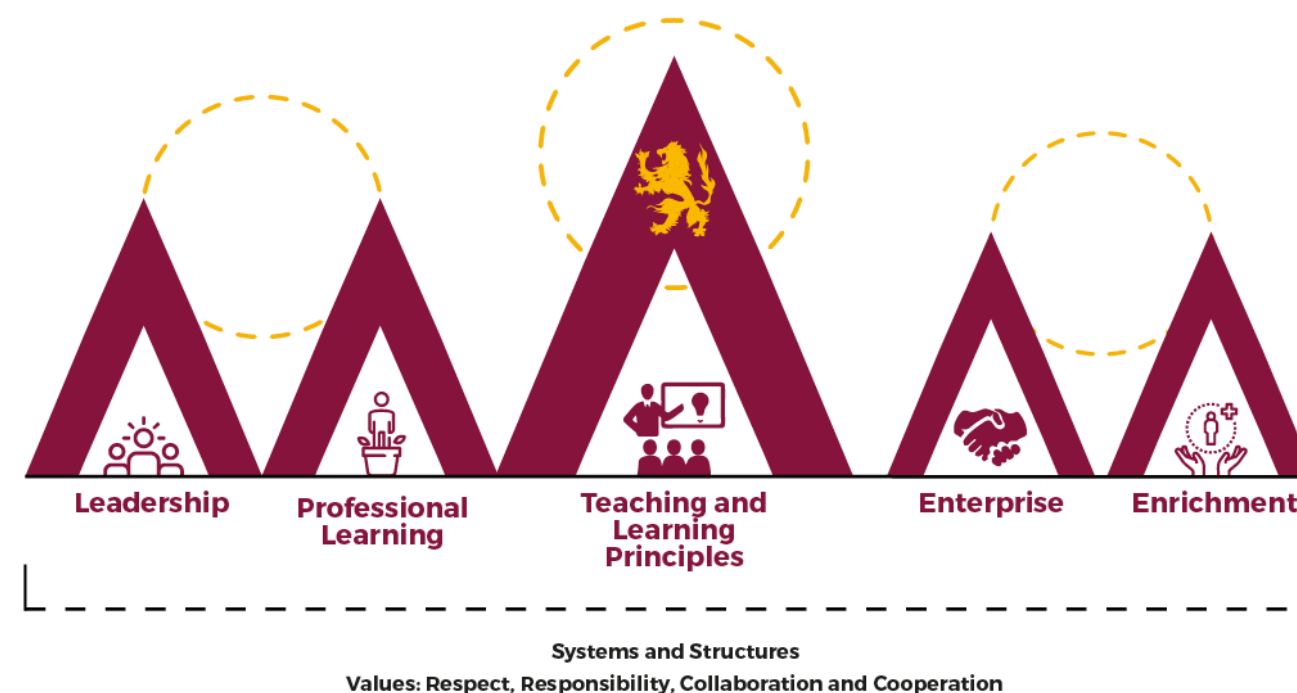 Leadership
Professional
Learning
Teaching and
Learning
Principles
Enterprise
Enrichment
Systems and Structures
Values: Respect, Responsibility, Collaboration and Cooperation